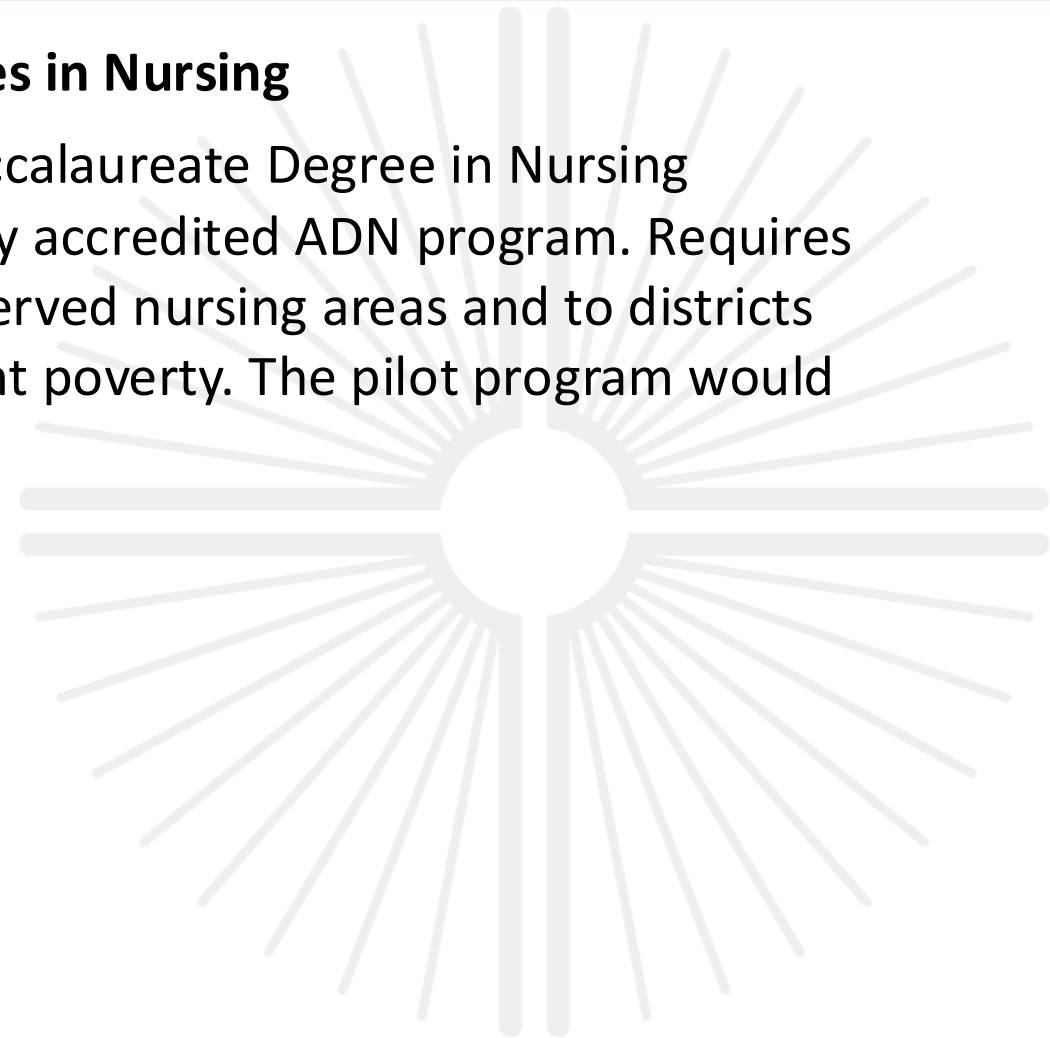 es in Nursing
ccalaureate Degree in Nursing
y accredited ADN program. Requires
erved nursing areas and to districts
nt poverty. The pilot program would